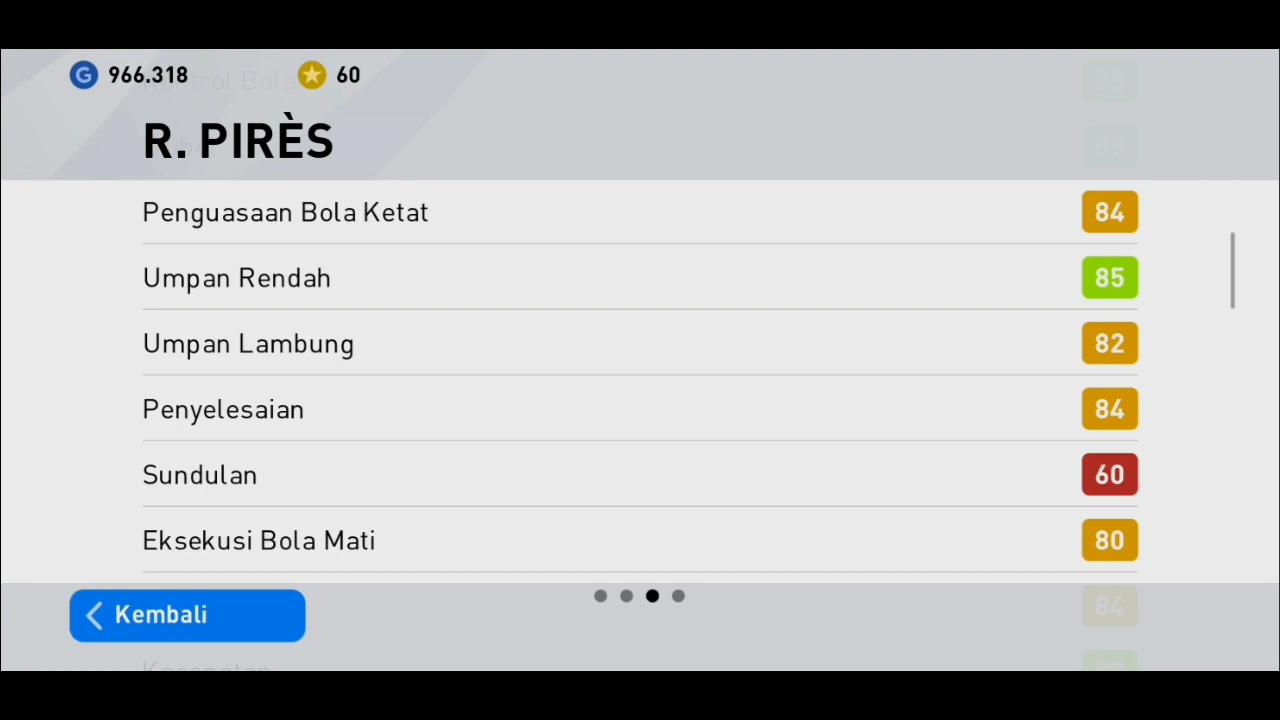 G 966.318 60
R. PIRÈS
Penguasaan Bola Ketat 84
Umpan Rendah 85
Umpan Lambung 82
Penyelesaian 84
Sundulan 60
Eksekusi Bola Mati 80
84
Kembali